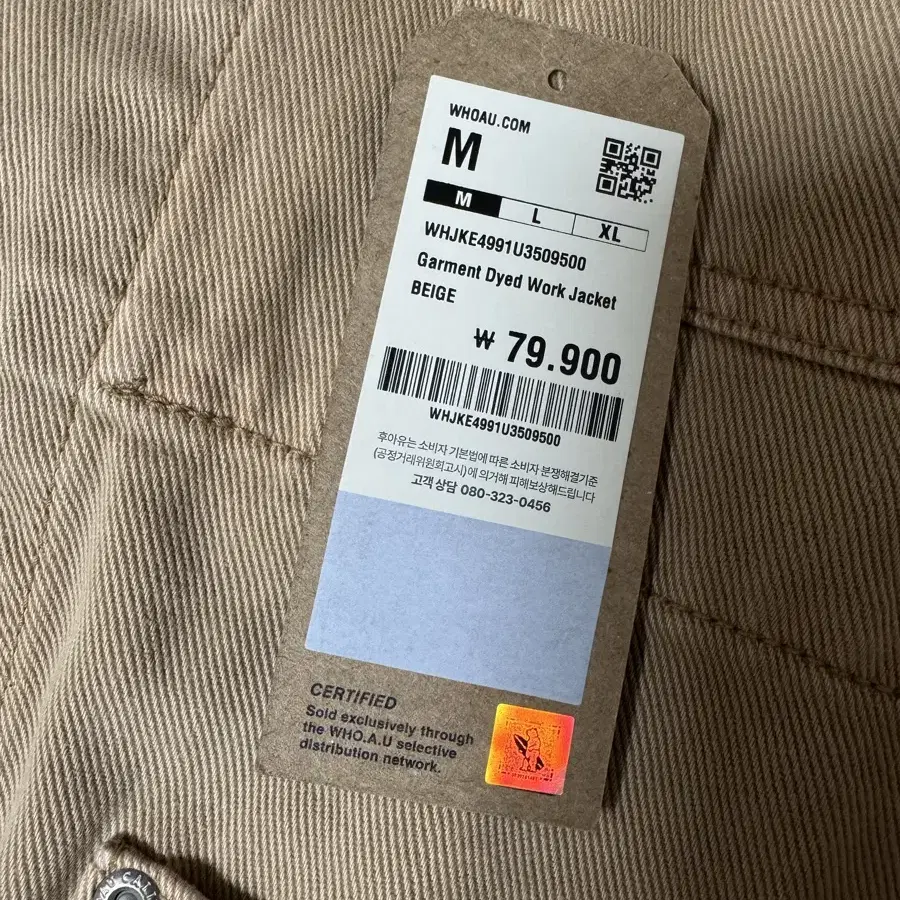 WHOAU.COM
M
M L XL
WHJKE4991U3509500
Garment Dyed Work Jacket
BEIGE
₩ 79.900
WHJKE4991U3509500
후아유는 소비자 기본법에 따른 소비자 분쟁해결기준
(공정거래위원회고시)에 의거해 피해보상해드립니다
고객 상담 080-323-0456
CERTIFIED
Sold exclusively through
the WHO.A.U selective
distribution network.
AU CALI